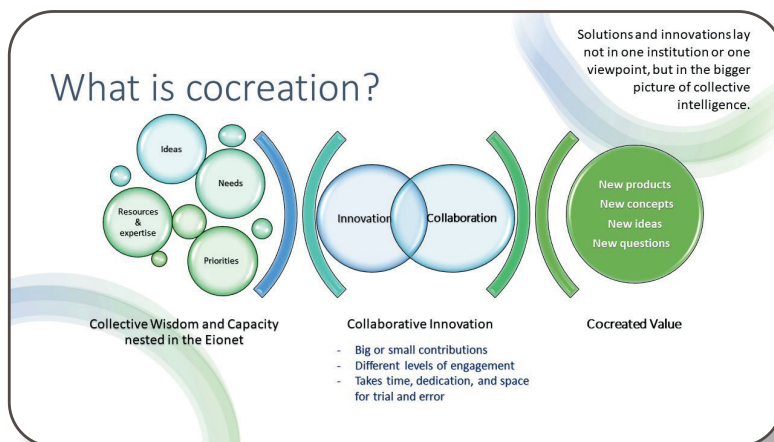 Solutions and innovations lay
not in one institution or one
viewpoint, but in the bigger
picture of collective
intelligence.
What is cocreation?
Ideas
Needs
Resources
&
expertise
Priorities
Innovation
Collaboration
New products
New concepts
New ideas
New questions
Collective Wisdom and Capacity
nested in the Eionet
Collaborative Innovation
- Big or small contributions
- Different levels of engagement
- Takes time, dedication, and space
for trial and error
Cocreated Value